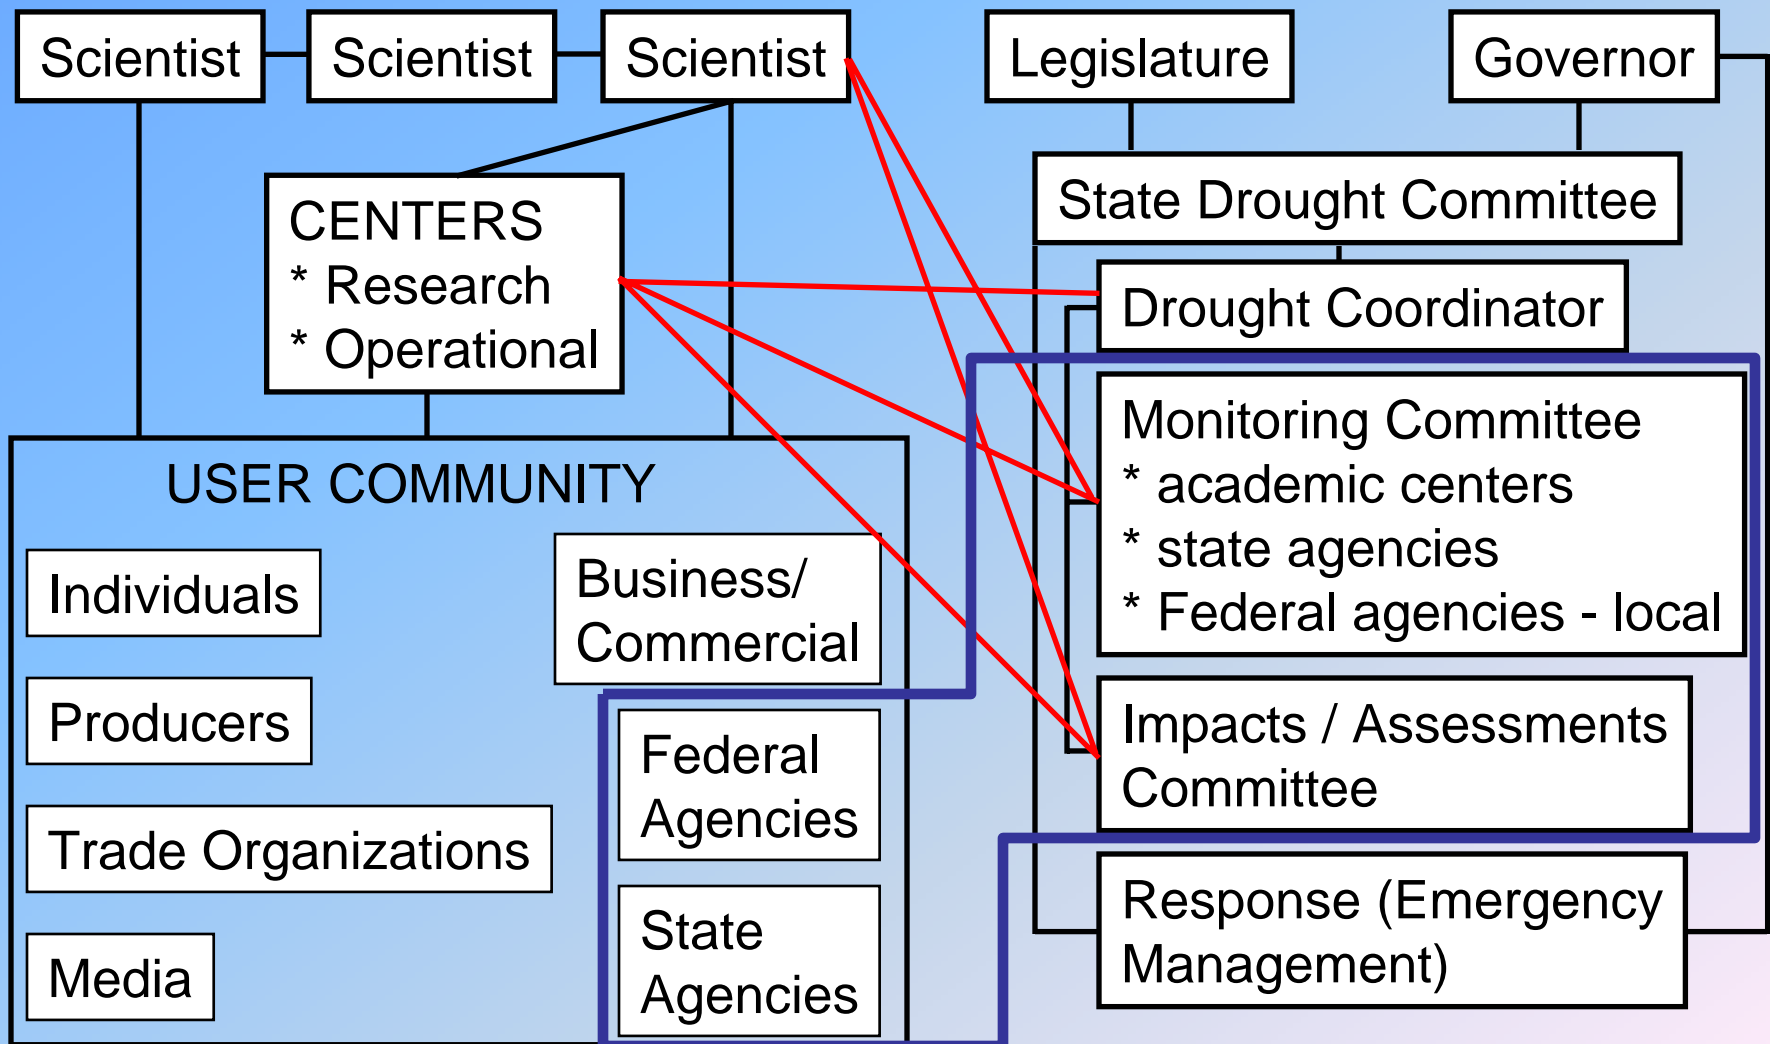 Scientist
Scientist
Scientist
Legislature
Governor
CENTERS
* Research
* Operational
State Drought Committee
Drought Coordinator
Monitoring Committee
* academic centers
* state agencies
* Federal agencies - local
Impacts / Assessments
Committee
Response (Emergency
Management)
USER COMMUNITY
Individuals
Producers
Trade Organizations
Media
Business/
Commercial
Federal
Agencies
State
Agencies